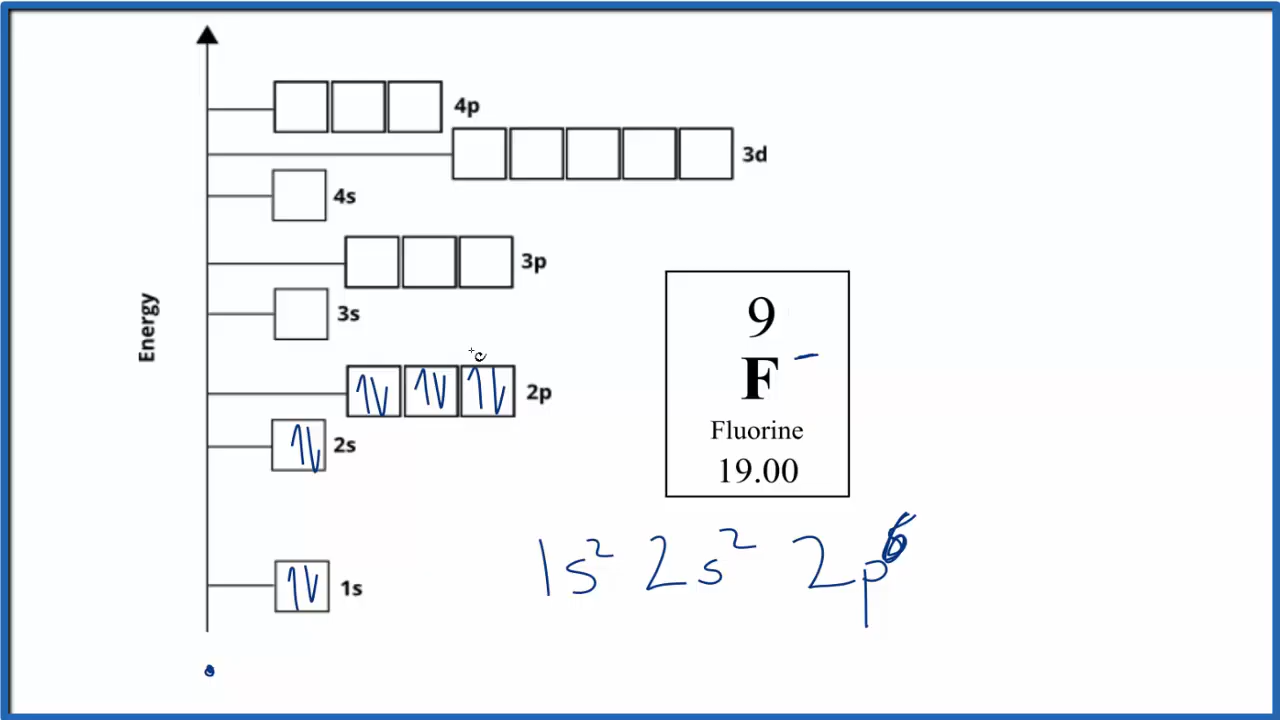 4p
3d
4s
3p
3s
Energy
2p
2s
1s
9
F⁻
Fluorine
19.00
1s² 2s² 2p⁶